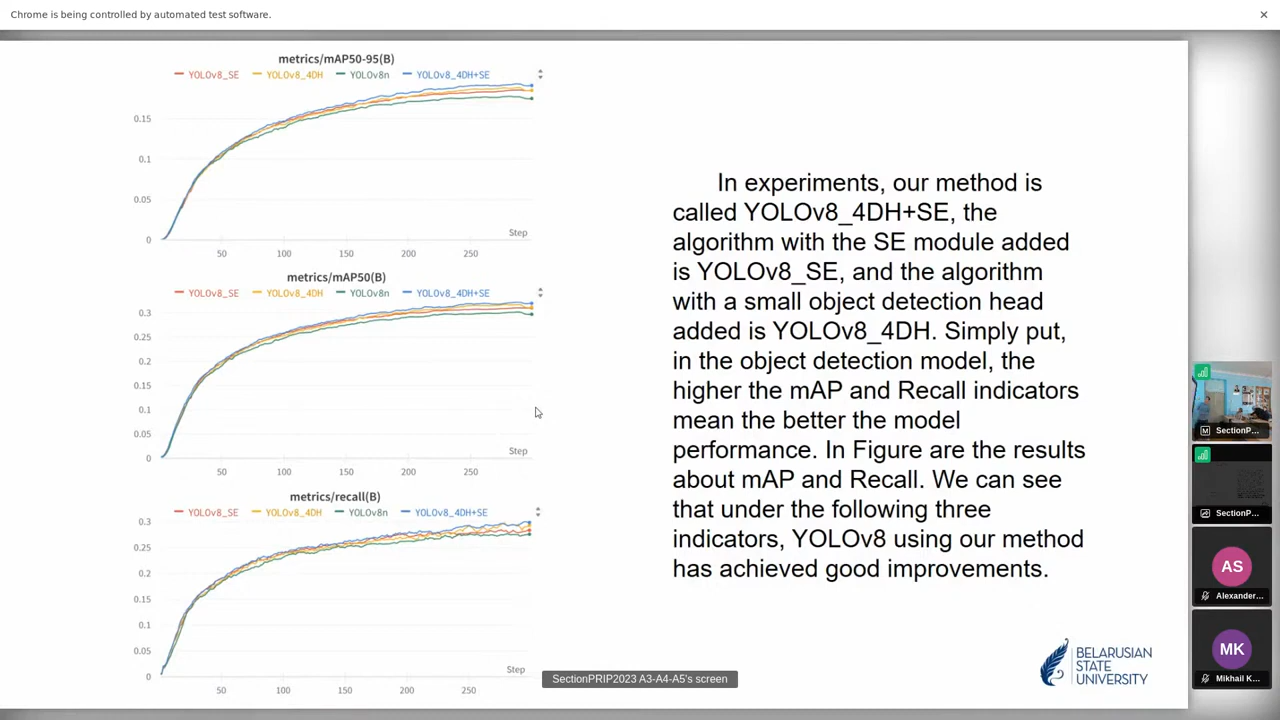 Chrome is being controlled by automated test software.
metrics/mAP50-95(B)
YOLOv8_SE YOLOv8_4DH YOLOv8n YOLOv8_4DH+SE
0.15
0.1
0.05
0
Step
50 100 150 200 250
metrics/mAP50(B)
YOLOv8_SE YOLOv8_4DH YOLOv8n YOLOv8_4DH+SE
0.3
0.25
0.2
0.15
0.1
0.05
0
Step
50 100 150 200 250
metrics/recall(B)
YOLOv8_SE YOLOv8_4DH YOLOv8n YOLOv8_4DH+SE
0.3
0.25
0.2
0.15
0.1
0.05
0
Step
50 100 150 200 250
In experiments, our method is
called YOLOv8_4DH+SE, the
algorithm with the SE module added
is YOLOv8_SE, and the algorithm
with a small object detection head
added is YOLOv8_4DH. Simply put,
in the object detection model, the
higher the mAP and Recall indicators
mean the better the model
performance. In Figure are the results
about mAP and Recall. We can see
that under the following three
indicators, YOLOv8 using our method
has achieved good improvements.
BELARUSIAN
STATE
UNIVERSITY
SectionPRIP2023 A3-A4-A5's screen
M SectionP...
SectionP...
AS
Alexander...
MK
Mikhail K...